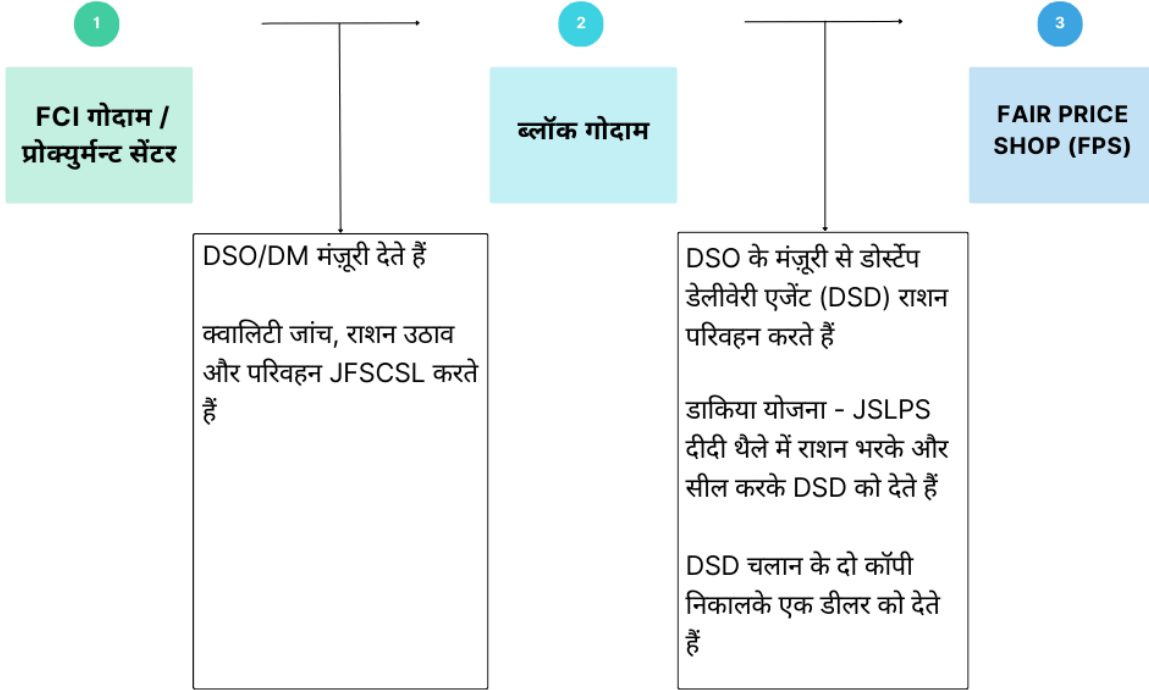 1
FCI गोदाम /
प्रोक्युर्मन्ट सेंटर
DSO/DM मंज़ूरी देते हैं
क्वालिटी जांच, राशन उठाव
और परिवहन JFSCSL करते
हैं
2
ब्लॉक गोदाम
DSO के मंज़ूरी से डोर्स्टेप
डेलीवेरी एजेंट (DSD) राशन
परिवहन करते हैं
डाकिया योजना - JSLPS
दीदी थैले में राशन भरके और
सील करके DSD को देते हैं
DSD चलान के दो कॉपी
निकालके एक डीलर को देते
हैं
3
FAIR PRICE
SHOP (FPS)